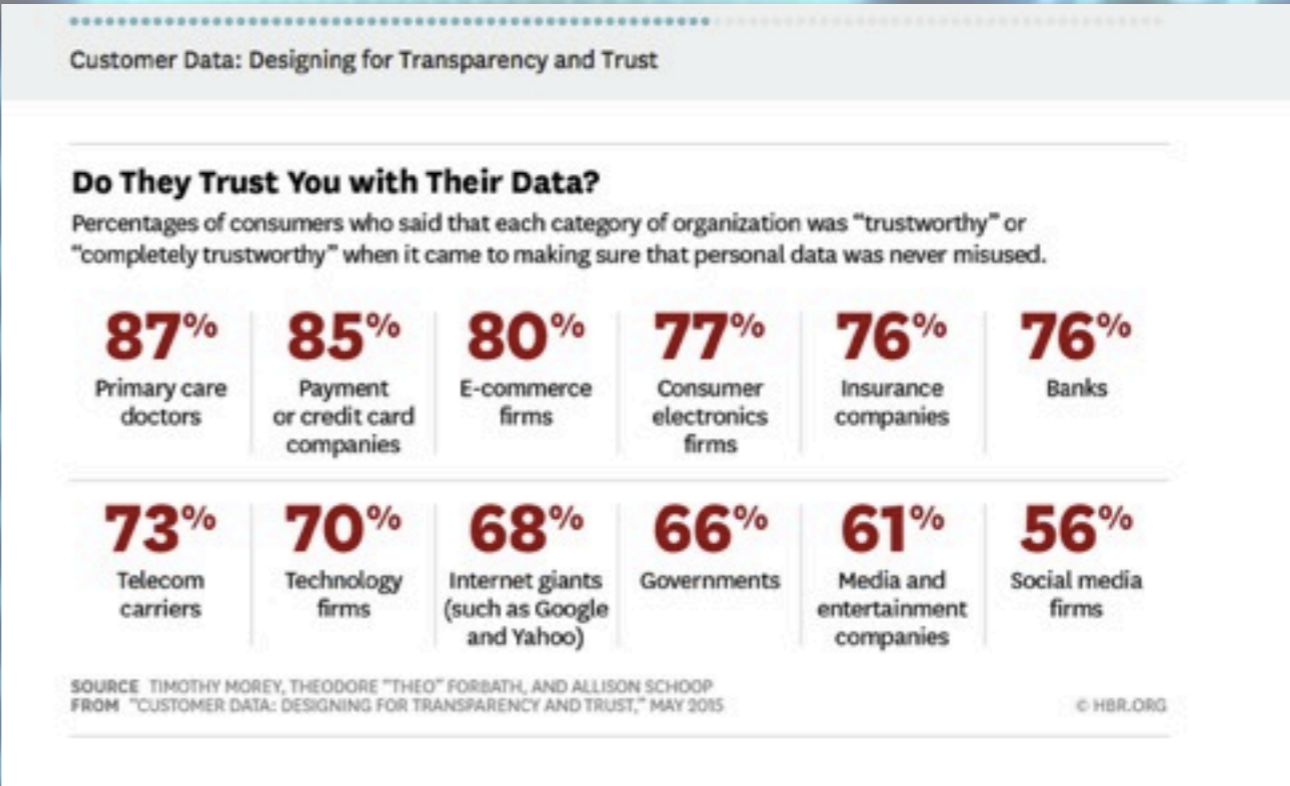 Customer Data: Designing for Transparency and Trust
Do They Trust You with Their Data?
Percentages of consumers who said that each category of organization was “trustworthy” or
“completely trustworthy” when it came to making sure that personal data was never misused.
87%
Primary care
doctors
85%
Payment
or credit card
companies
80%
E-commerce
firms
77%
Consumer
electronics
firms
76%
Insurance
companies
76%
Banks
73%
Telecom
carriers
70%
Technology
firms
68%
Internet giants
(such as Google
and Yahoo)
66%
Governments
61%
Media and
entertainment
companies
56%
Social media
firms
SOURCE TIMOTHY MOREY, THEODORE “THEO” FORBATH, AND ALLISON SCHOOP
FROM “CUSTOMER DATA: DESIGNING FOR TRANSPARENCY AND TRUST,” MAY 2015
© HBR.ORG